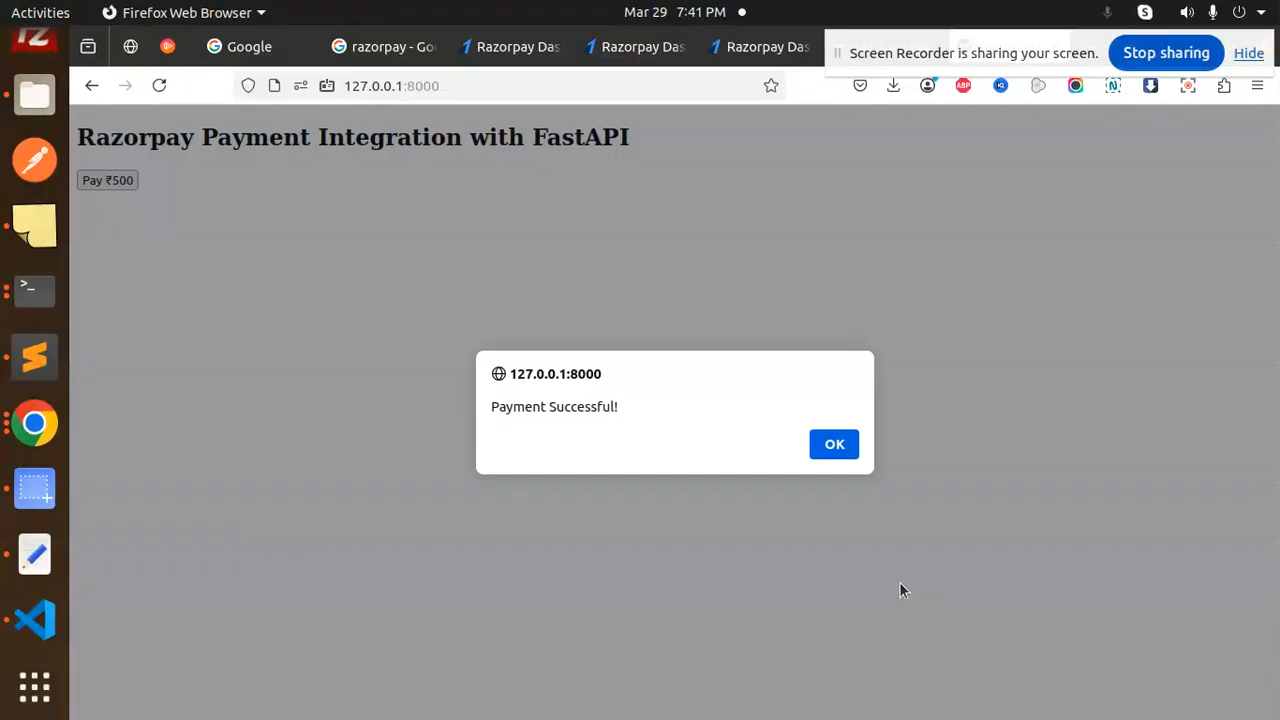 Activities
Firefox Web Browser
Mar 29 7:41 PM
Google
razorpay - Go
Razorpay Das
Razorpay Das
Razorpay Das
Screen Recorder is sharing your screen.
Stop sharing
Hide
127.0.0.1:8000
ABP
Razorpay Payment Integration with FastAPI
Pay ₹500
127.0.0.1:8000
Payment Successful!
OK